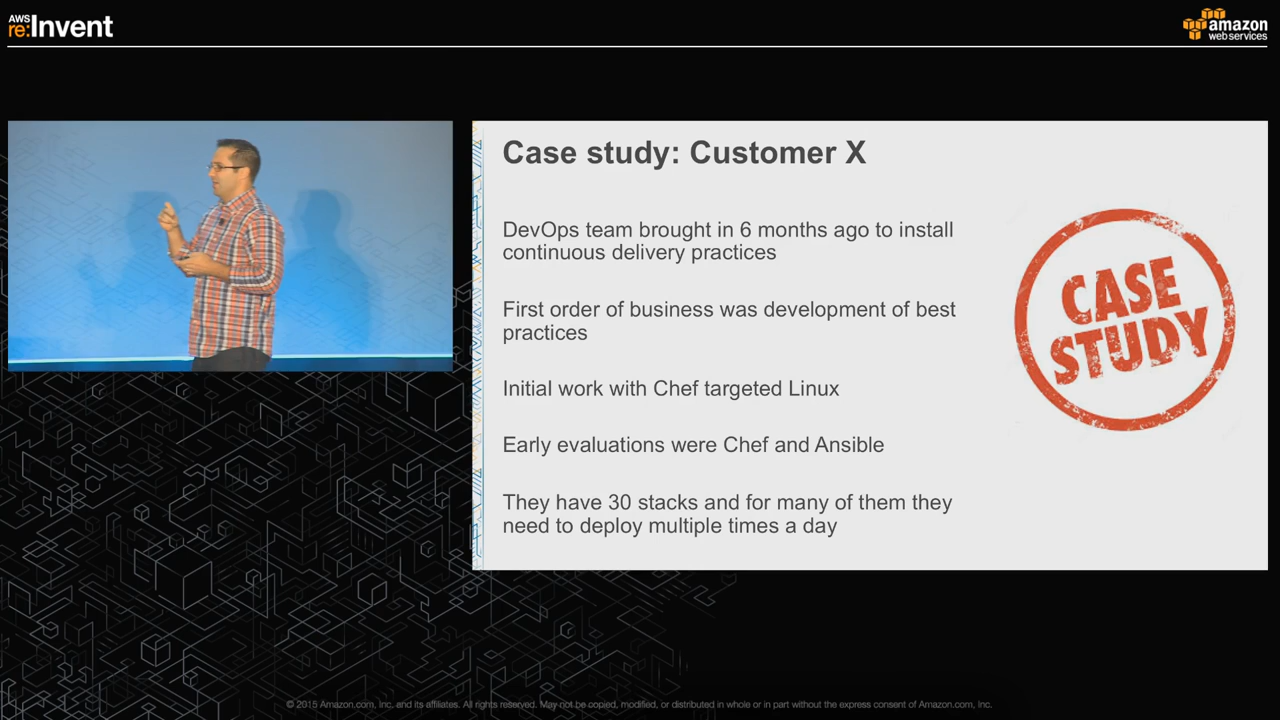 AWS
re:Invent
amazon
web services
Case study: Customer X
DevOps team brought in 6 months ago to install
continuous delivery practices
First order of business was development of best
practices
Initial work with Chef targeted Linux
Early evaluations were Chef and Ansible
They have 30 stacks and for many of them they
need to deploy multiple times a day
CASE
STUDY
© 2015 Amazon.com, Inc. and its affiliates. All rights reserved. May not be copied, modified, or distributed in whole or in part without the express consent of Amazon.com, Inc.